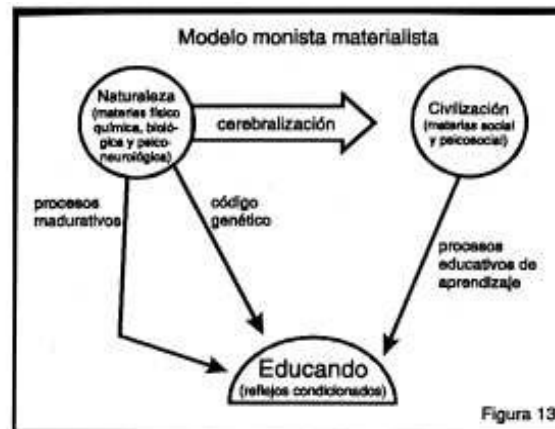 Modelo monista materialista
Naturaleza
(materias físico
química, bioló-
gica y psico-
neurológica)
cerebralización
Civilización
(materias social
y psicosocial)
procesos
madurativos
código
genético
procesos
educativos de
aprendizaje
Educando
(reflejos condicionados)
Figura 13